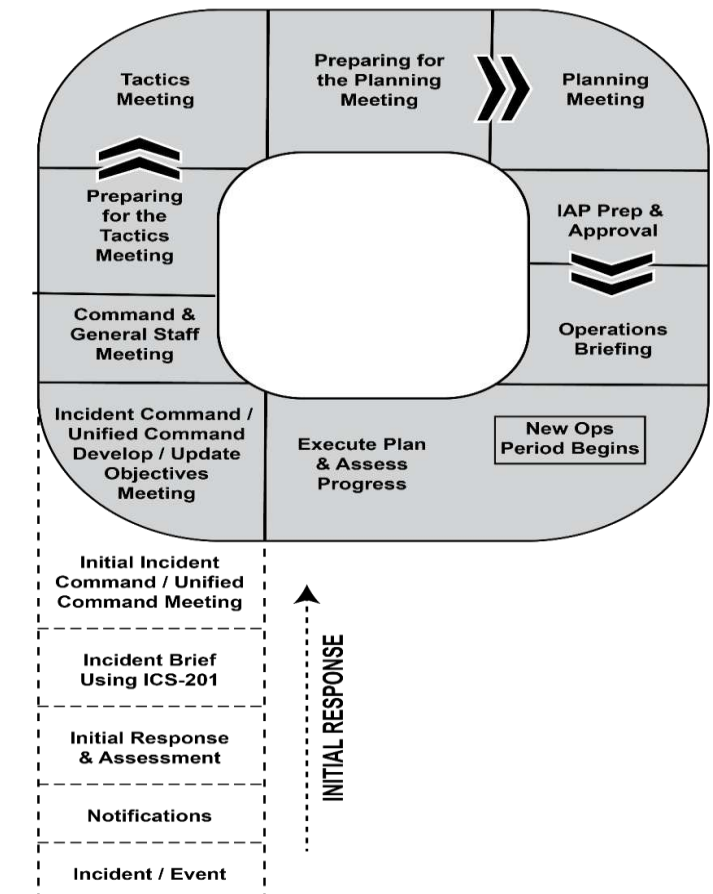 Tactics
Meeting
Preparing for
the Planning
Meeting
Planning
Meeting
Preparing
for the
Tactics
Meeting
IAP Prep &
Approval
Command &
General Staff
Meeting
Operations
Briefing
Incident Command /
Unified Command
Develop / Update
Objectives
Meeting
Execute Plan
& Assess
Progress
New Ops
Period Begins
Initial Incident
Command / Unified
Command Meeting
Incident Brief
Using ICS-201
Initial Response
& Assessment
Notifications
Incident / Event
INITIAL RESPONSE